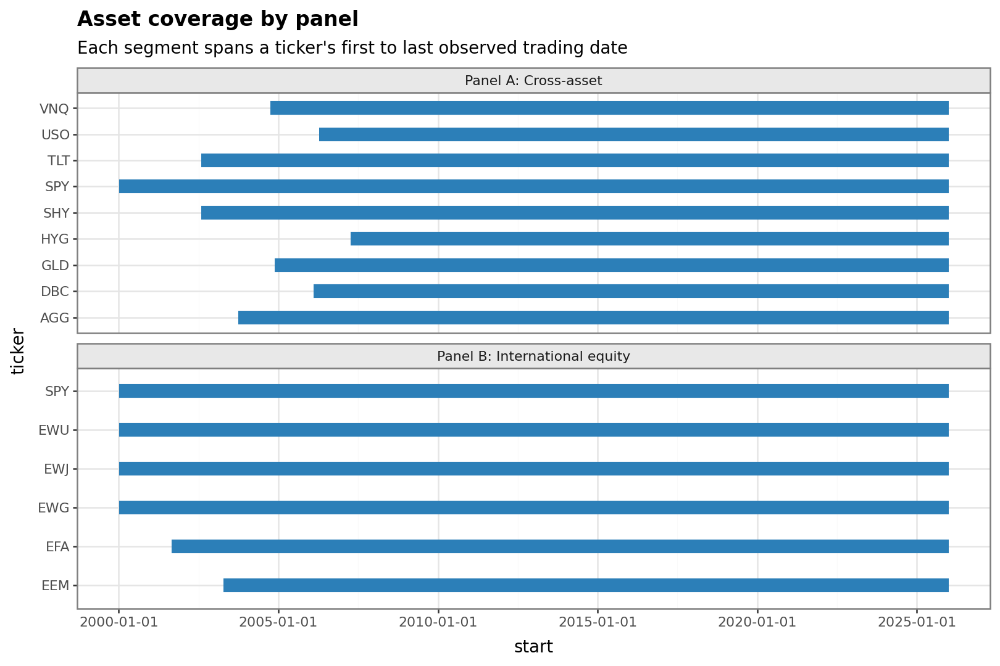 Asset coverage by panel
Each segment spans a ticker's first to last observed trading date
Panel A: Cross-asset
VNQ
USO
TLT
SPY
SHY
HYG
GLD
DBC
AGG
ticker
Panel B: International equity
SPY
EWU
EWJ
EWG
EFA
EEM
2000-01-01 2005-01-01 2010-01-01 2015-01-01 2020-01-01 2025-01-01
start